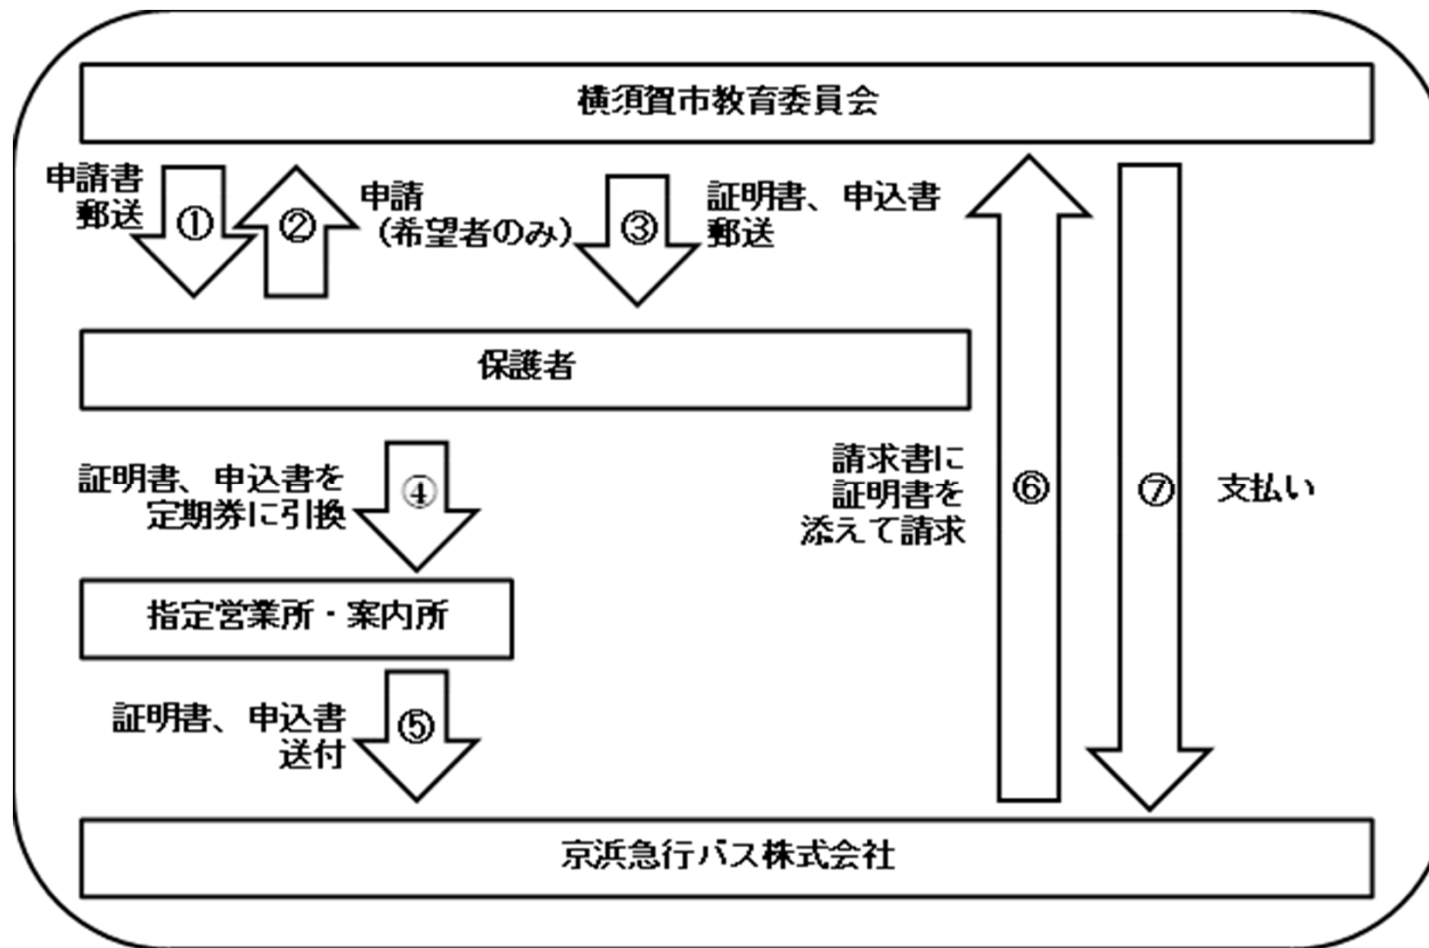 横須賀市教育委員会
申請書
郵送
①
②
申請
（希望者のみ）
③
証明書、申込書
郵送
保護者
証明書、申込書を
定期券に引換
④
請求書に
証明書を
添えて請求
⑥
⑦
支払い
指定営業所・案内所
証明書、申込書
送付
⑤
京浜急行バス株式会社